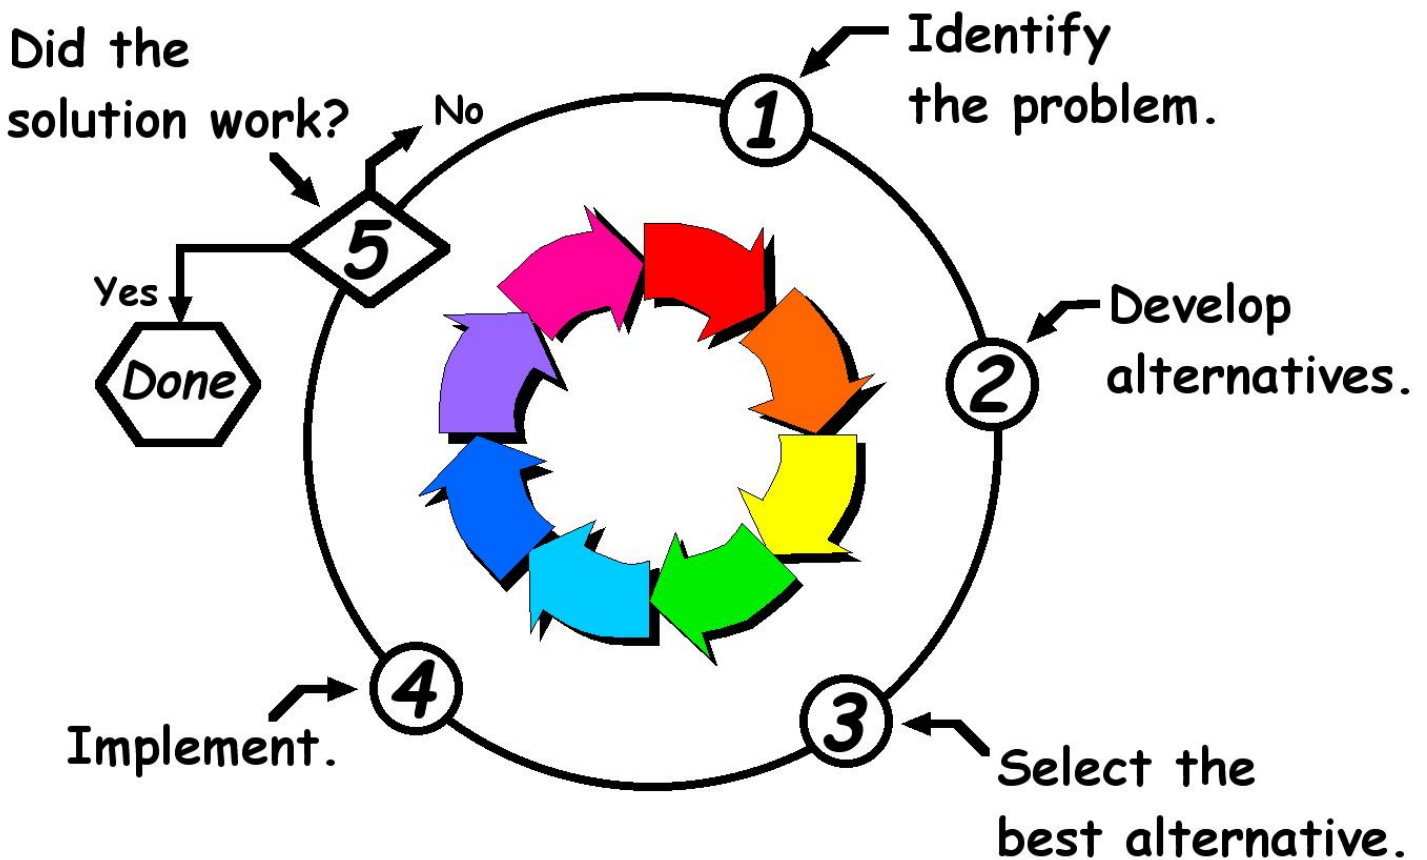 Did the
solution work?
No
5
Yes
Done
1
Identify
the problem.
2
Develop
alternatives.
3
Select the
best alternative.
4
Implement.